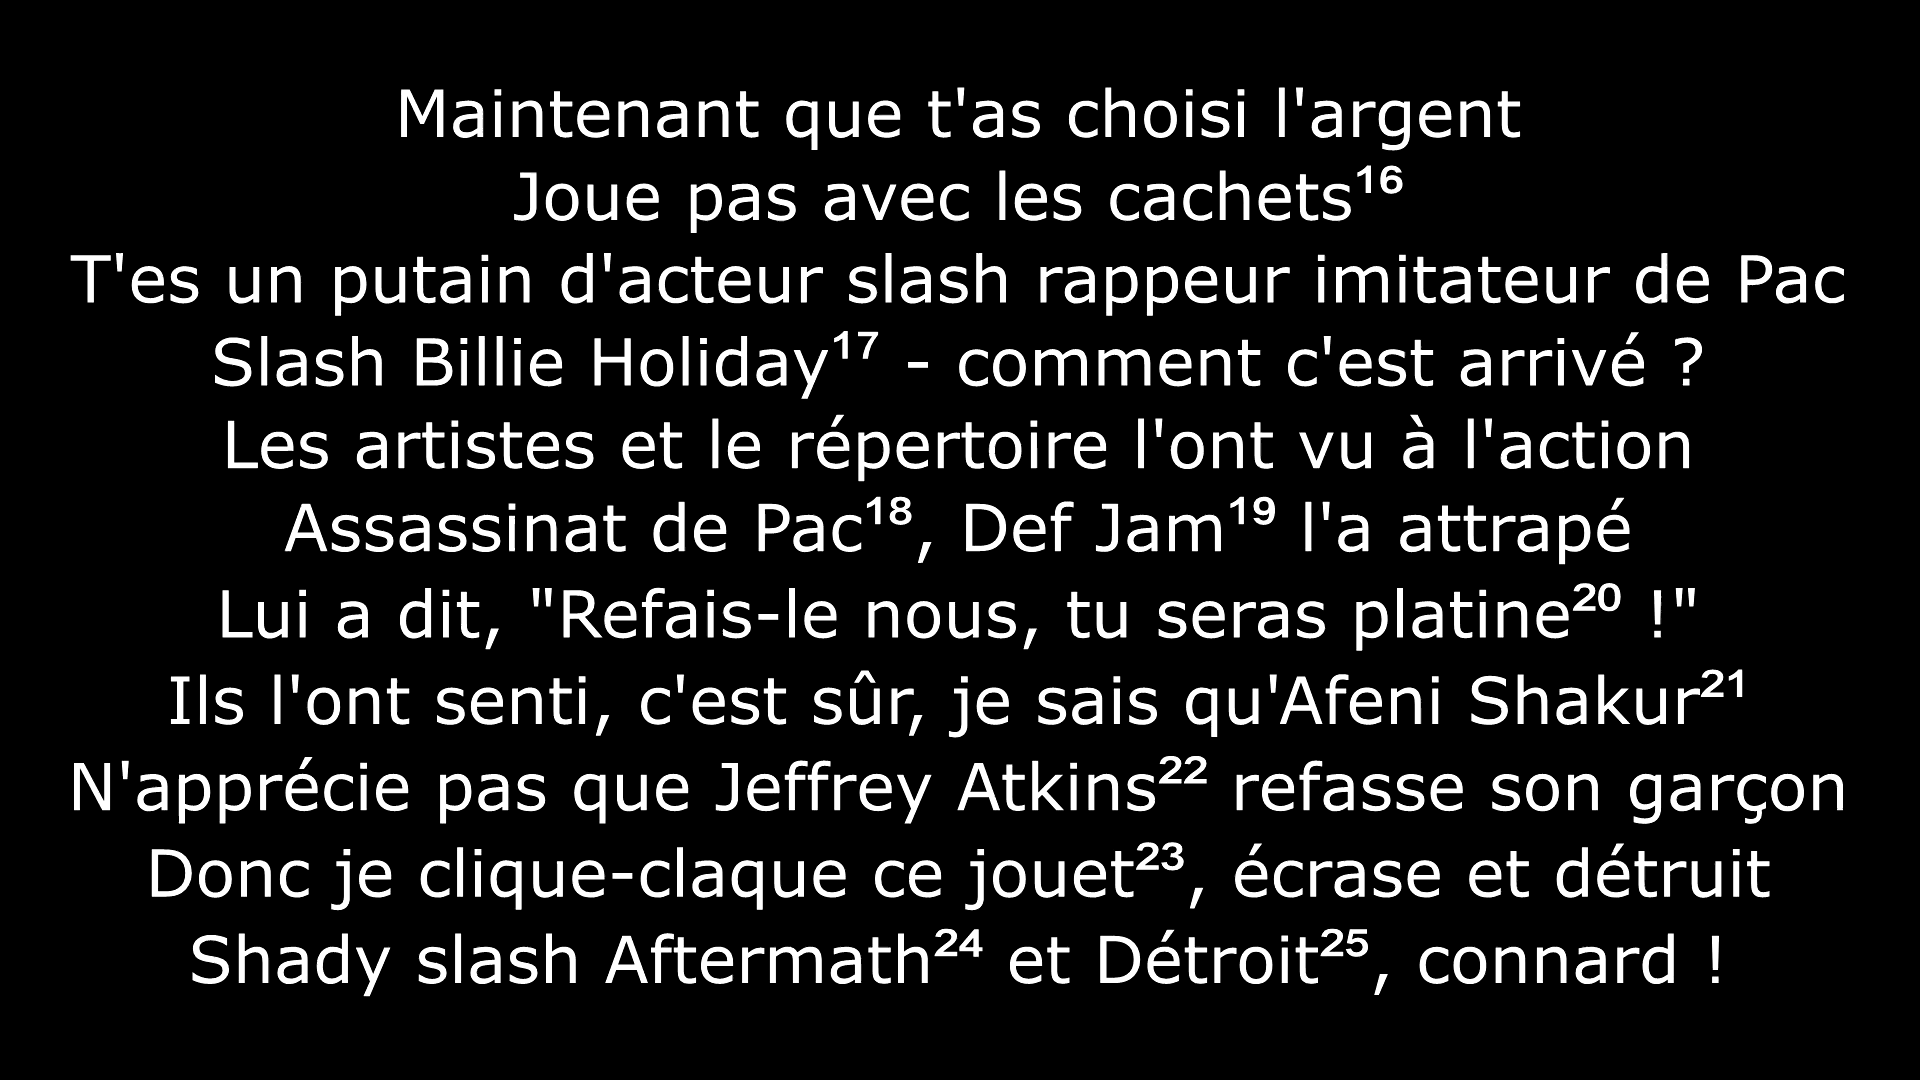 Maintenant que t'as choisi l'argent
Joue pas avec les cachets¹⁶
T'es un putain d'acteur slash rappeur imitateur de Pac
Slash Billie Holiday¹⁷ - comment c'est arrivé ?
Les artistes et le répertoire l'ont vu à l'action
Assassinat de Pac¹⁸, Def Jam¹⁹ l'a attrapé
Lui a dit, "Refais-le nous, tu seras platine²⁰ !"
Ils l'ont senti, c'est sûr, je sais qu'Afeni Shakur²¹
N'apprécie pas que Jeffrey Atkins²² refasse son garçon
Donc je clique-claque ce jouet²³, écrase et détruit
Shady slash Aftermath²⁴ et Détroit²⁵, connard !